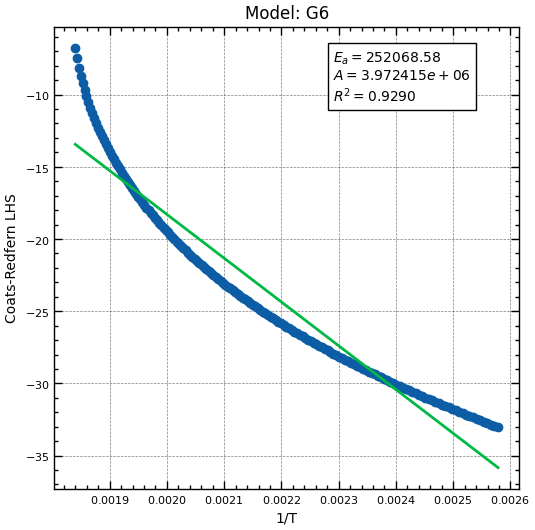 Model: G6
E_a = 252068.58
A = 3.972415e + 06
R² = 0.9290
Coats-Redfern LHS
−10
−15
−20
−25
−30
−35
0.0019 0.0020 0.0021 0.0022 0.0023 0.0024 0.0025 0.0026
1/T